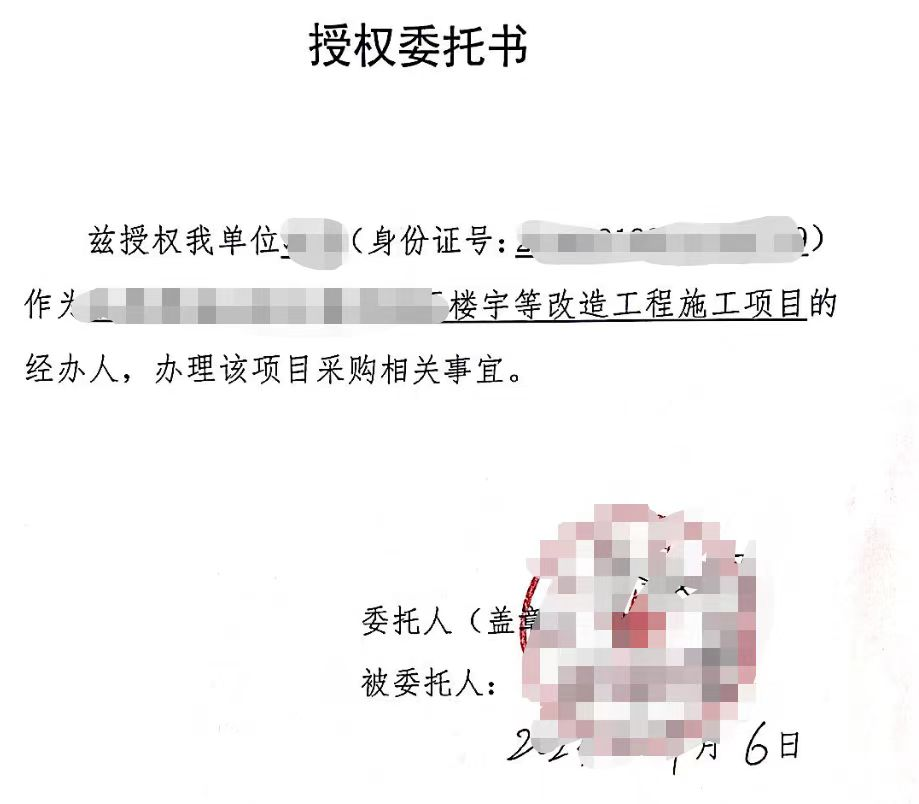 授权委托书
兹授权我单位（身份证号：）
作为楼宇等改造工程施工项目的
经办人，办理该项目采购相关事宜。
委托人（盖章
被委托人：
月6日